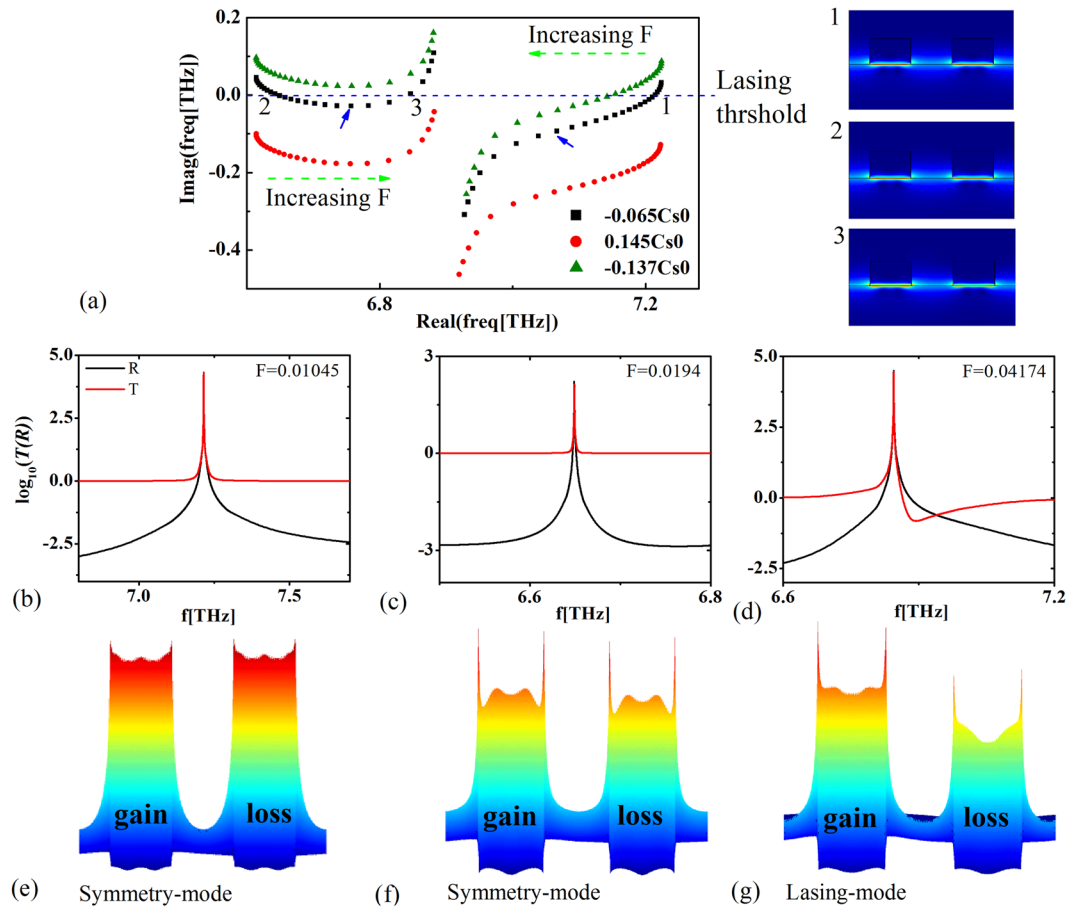 0.2
0.0
-0.2
-0.4
Imag(freq[THz])
Increasing F
Increasing F
2
3
1
Lasing
thrshold
-0.065Cs0
0.145Cs0
-0.137Cs0
6.8
7.2
Real(freq[THz])
(a)
1
2
3
5.0
2.5
0.0
-2.5
log10(T(R))
R
T
F=0.01045
7.0
7.5
f[THz]
(b)
3
0
-3
F=0.0194
6.6
6.8
f[THz]
(c)
5.0
2.5
0.0
-2.5
F=0.04174
6.6
7.2
f[THz]
(d)
gain
loss
(e)
Symmetry-mode
gain
loss
(f)
Symmetry-mode
gain
loss
(g)
Lasing-mode